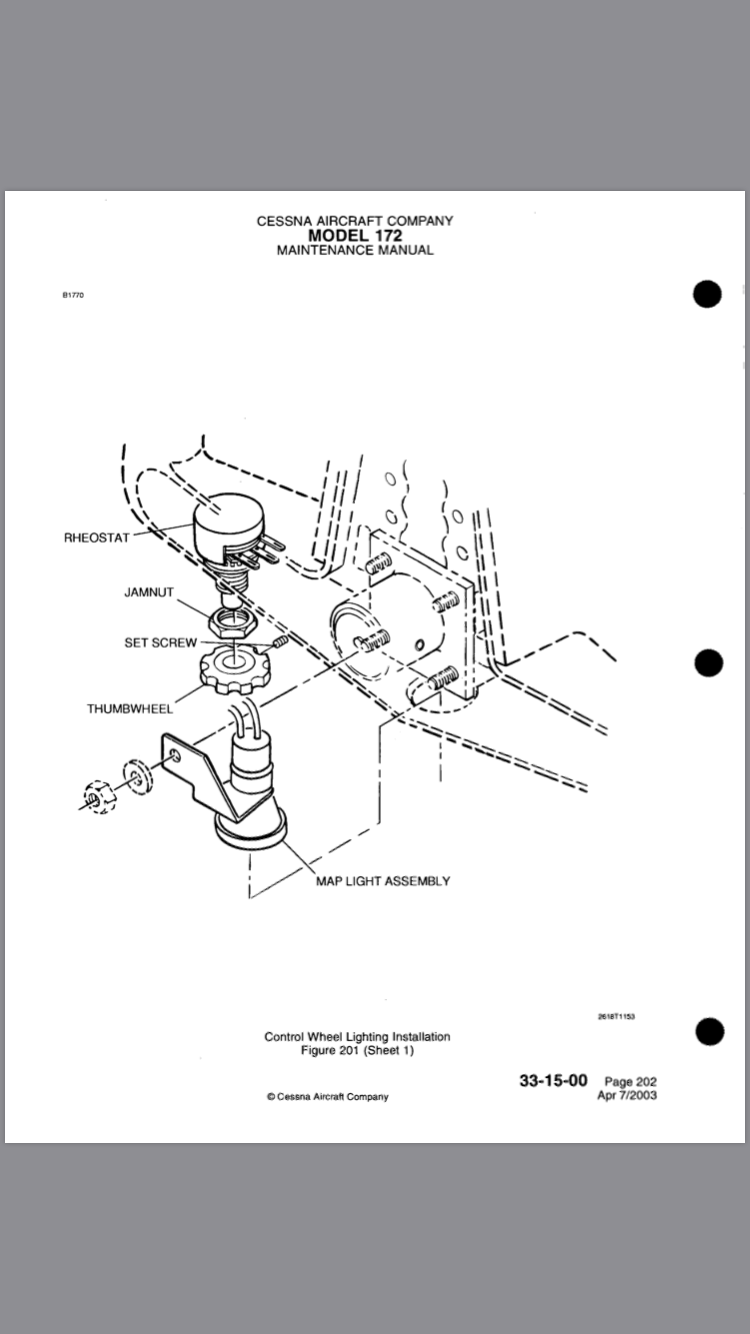 CESSNA AIRCRAFT COMPANY
MODEL 172
MAINTENANCE MANUAL
B1770
RHEOSTAT
JAMNUT
SET SCREW
THUMBWHEEL
MAP LIGHT ASSEMBLY
2618T1153
Control Wheel Lighting Installation
Figure 201 (Sheet 1)
33-15-00 Page 202
© Cessna Aircraft Company
Apr 7/2003